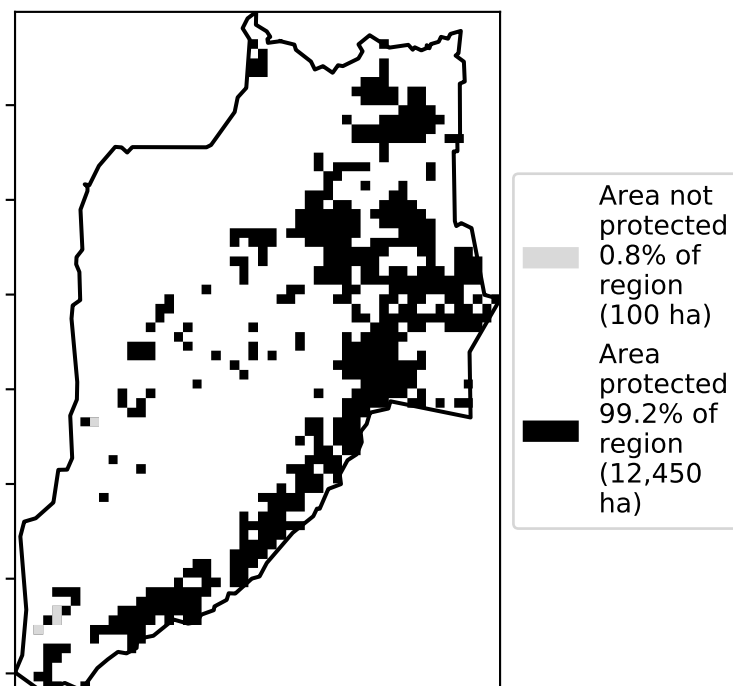 Area not
protected
0.8% of
region
(100 ha)
Area
protected
99.2% of
region
(12,450
ha)